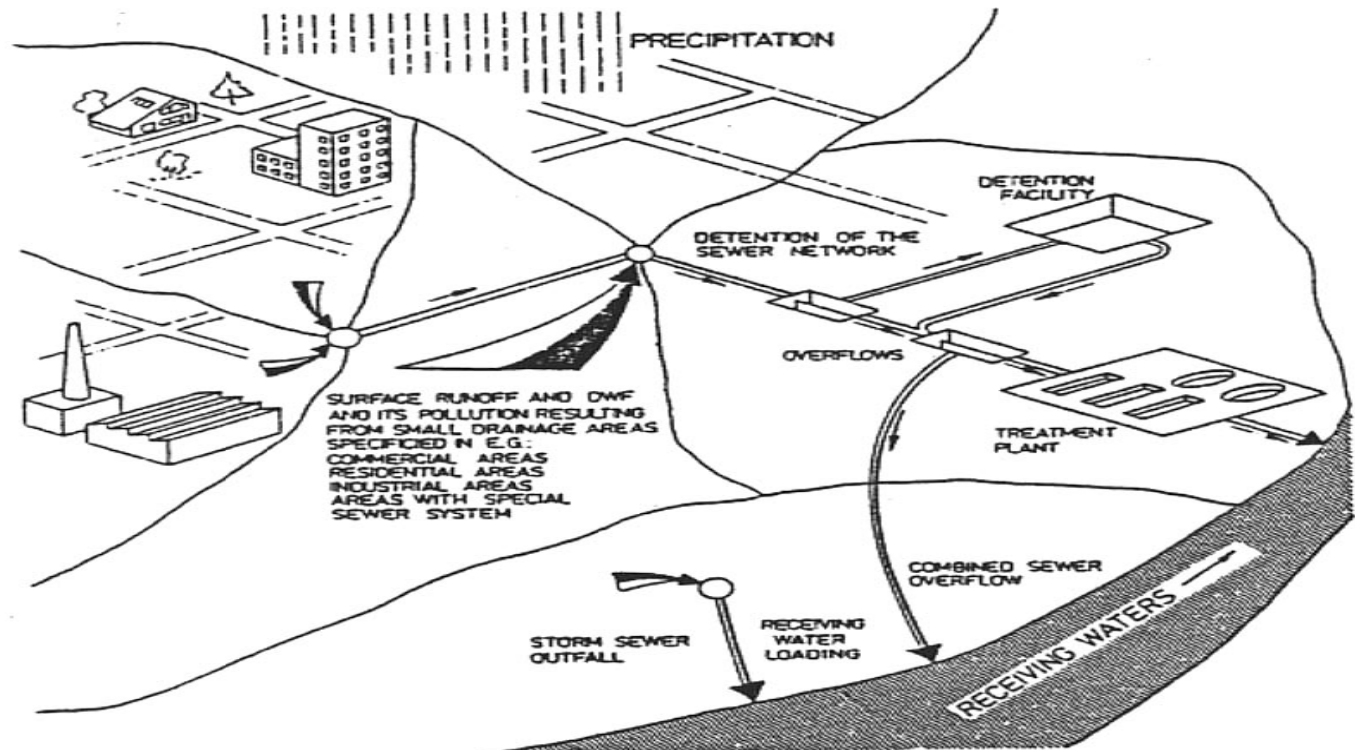 PRECIPITATION
DETENTION
FACILITY
DETENTION OF THE
SEWER NETWORK
OVERFLOWS
SURFACE RUNOFF AND DWF
AND ITS POLLUTION RESULTING
FROM SMALL DRAINAGE AREAS
SPECIFICIED IN E.G.:
COMMERCIAL AREAS
RESIDENTIAL AREAS
INDUSTRIAL AREAS
AREAS WITH SPECIAL
SEWER SYSTEM
TREATMENT
PLANT
COMBINED SEWER
OVERFLOW
STORM SEWER
OUTFALL
RECEIVING
WATER
LOADING
RECEIVING WATERS